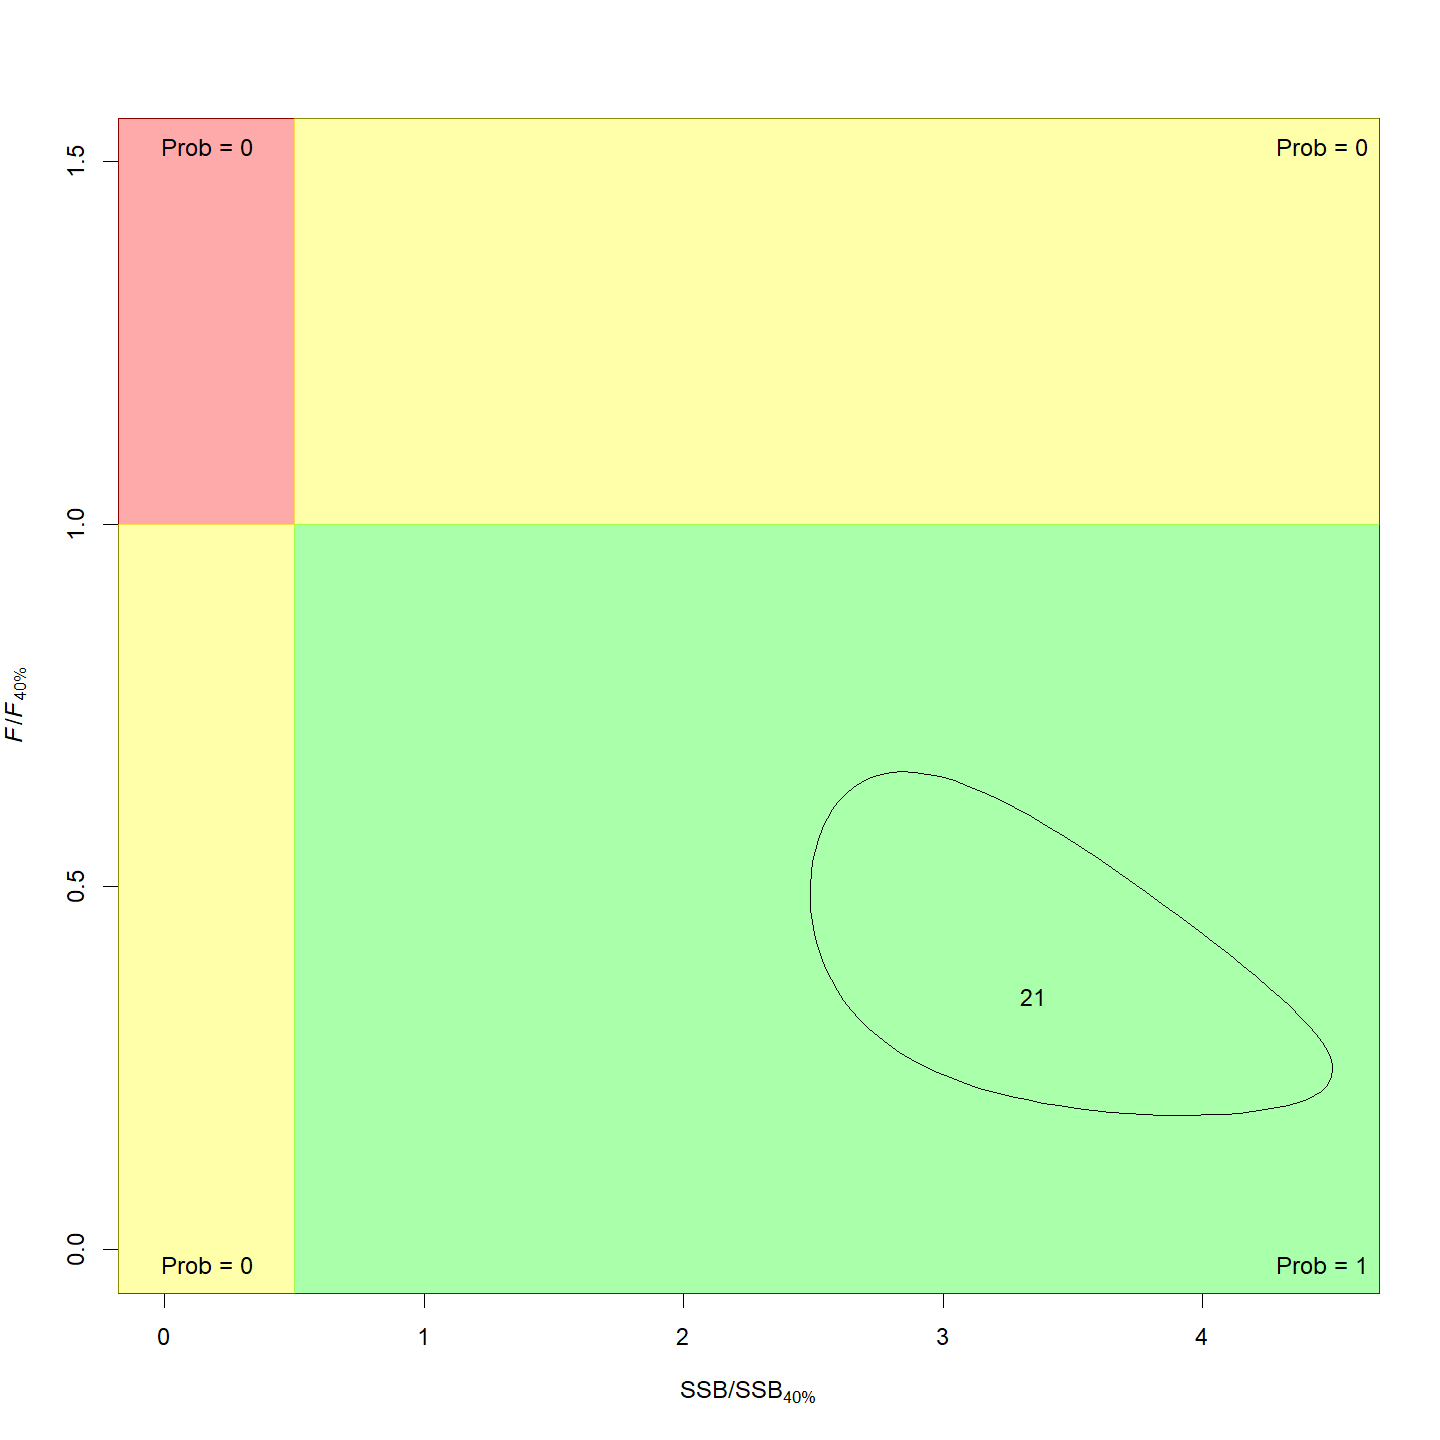 Prob = 0
Prob = 0
1.5
1.0
F/F40%
0.5
21
0.0
Prob = 0
Prob = 1
0 1 2 3 4
SSB/SSB40%